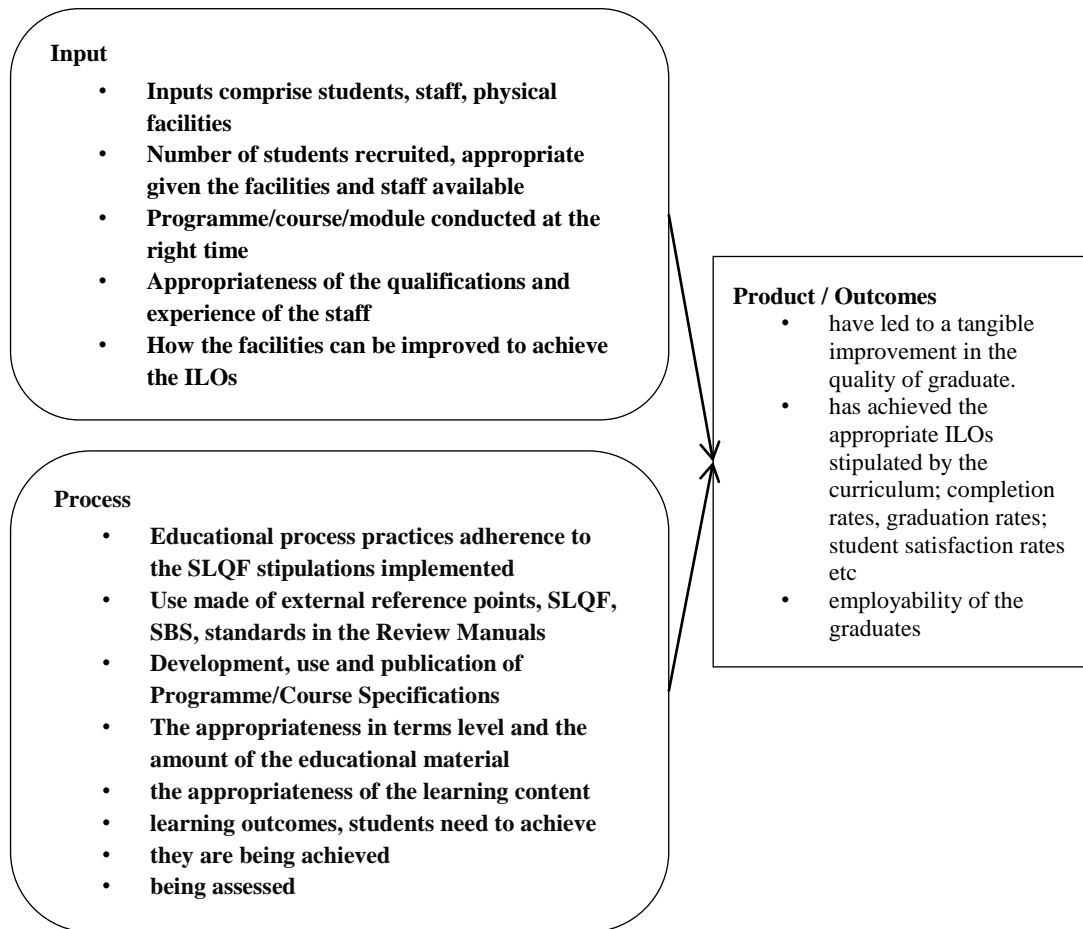 Input
• Inputs comprise students, staff, physical
facilities
• Number of students recruited, appropriate
given the facilities and staff available
• Programme/course/module conducted at the
right time
• Appropriateness of the qualifications and
experience of the staff
• How the facilities can be improved to achieve
the ILOs
Process
• Educational process practices adherence to
the SLQF stipulations implemented
• Use made of external reference points, SLQF,
SBS, standards in the Review Manuals
• Development, use and publication of
Programme/Course Specifications
• The appropriateness in terms level and the
amount of the educational material
• the appropriateness of the learning content
• learning outcomes, students need to achieve
• they are being achieved
• being assessed
Product / Outcomes
• have led to a tangible
improvement in the
quality of graduate.
• has achieved the
appropriate ILOs
stipulated by the
curriculum; completion
rates, graduation rates;
student satisfaction rates
etc
• employability of the
graduates